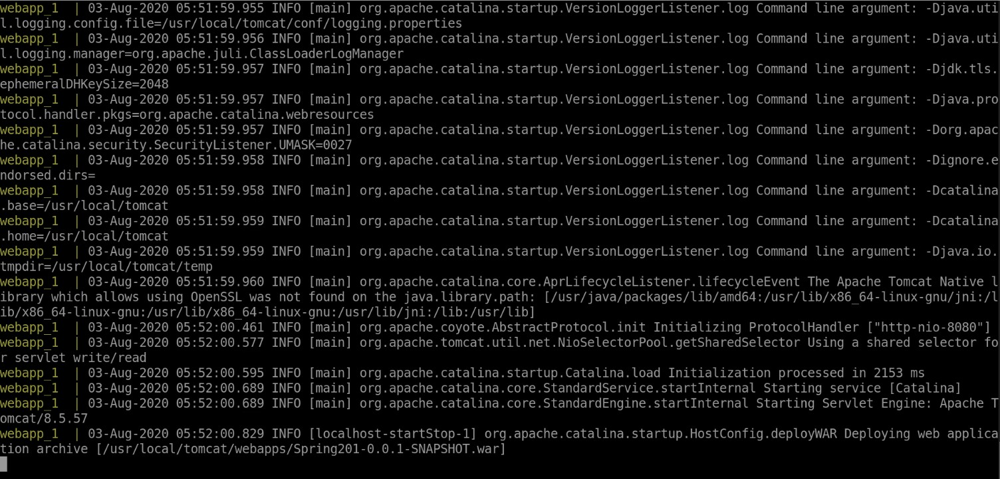 webapp_1  | 03-Aug-2020 05:51:59.955 INFO [main] org.apache.catalina.startup.VersionLoggerListener.log Command line argument: -Djava.uti
l.logging.config.file=/usr/local/tomcat/conf/logging.properties
webapp_1  | 03-Aug-2020 05:51:59.956 INFO [main] org.apache.catalina.startup.VersionLoggerListener.log Command line argument: -Djava.uti
l.logging.manager=org.apache.juli.ClassLoaderLogManager
webapp_1  | 03-Aug-2020 05:51:59.957 INFO [main] org.apache.catalina.startup.VersionLoggerListener.log Command line argument: -Djdk.tls.
ephemeralDHKeySize=2048
webapp_1  | 03-Aug-2020 05:51:59.957 INFO [main] org.apache.catalina.startup.VersionLoggerListener.log Command line argument: -Djava.pro
tocol.handler.pkgs=org.apache.catalina.webresources
webapp_1  | 03-Aug-2020 05:51:59.957 INFO [main] org.apache.catalina.startup.VersionLoggerListener.log Command line argument: -Dorg.apac
he.catalina.security.SecurityListener.UMASK=0027
webapp_1  | 03-Aug-2020 05:51:59.958 INFO [main] org.apache.catalina.startup.VersionLoggerListener.log Command line argument: -Dignore.e
ndorsed.dirs=
webapp_1  | 03-Aug-2020 05:51:59.958 INFO [main] org.apache.catalina.startup.VersionLoggerListener.log Command line argument: -Dcatalina
.base=/usr/local/tomcat
webapp_1  | 03-Aug-2020 05:51:59.959 INFO [main] org.apache.catalina.startup.VersionLoggerListener.log Command line argument: -Dcatalina
.home=/usr/local/tomcat
webapp_1  | 03-Aug-2020 05:51:59.959 INFO [main] org.apache.catalina.startup.VersionLoggerListener.log Command line argument: -Djava.io.
tmpdir=/usr/local/tomcat/temp
webapp_1  | 03-Aug-2020 05:51:59.960 INFO [main] org.apache.catalina.core.AprLifecycleListener.lifecycleEvent The Apache Tomcat Native l
ibrary which allows using OpenSSL was not found on the java.library.path: [/usr/java/packages/lib/amd64:/usr/lib/x86_64-linux-gnu/jni:/l
ib/x86_64-linux-gnu:/usr/lib/x86_64-linux-gnu:/usr/lib/jni:/lib:/usr/lib]
webapp_1  | 03-Aug-2020 05:52:00.461 INFO [main] org.apache.coyote.AbstractProtocol.init Initializing ProtocolHandler ["http-nio-8080"]
webapp_1  | 03-Aug-2020 05:52:00.577 INFO [main] org.apache.tomcat.util.net.NioSelectorPool.getSharedSelector Using a shared selector fo
r servlet write/read
webapp_1  | 03-Aug-2020 05:52:00.595 INFO [main] org.apache.catalina.startup.Catalina.load Initialization processed in 2153 ms
webapp_1  | 03-Aug-2020 05:52:00.689 INFO [main] org.apache.catalina.core.StandardService.startInternal Starting service [Catalina]
webapp_1  | 03-Aug-2020 05:52:00.689 INFO [main] org.apache.catalina.core.StandardEngine.startInternal Starting Servlet Engine: Apache T
omcat/8.5.57
webapp_1  | 03-Aug-2020 05:52:00.829 INFO [localhost-startStop-1] org.apache.catalina.startup.HostConfig.deployWAR Deploying web applica
tion archive [/usr/local/tomcat/webapps/Spring201-0.0.1-SNAPSHOT.war]